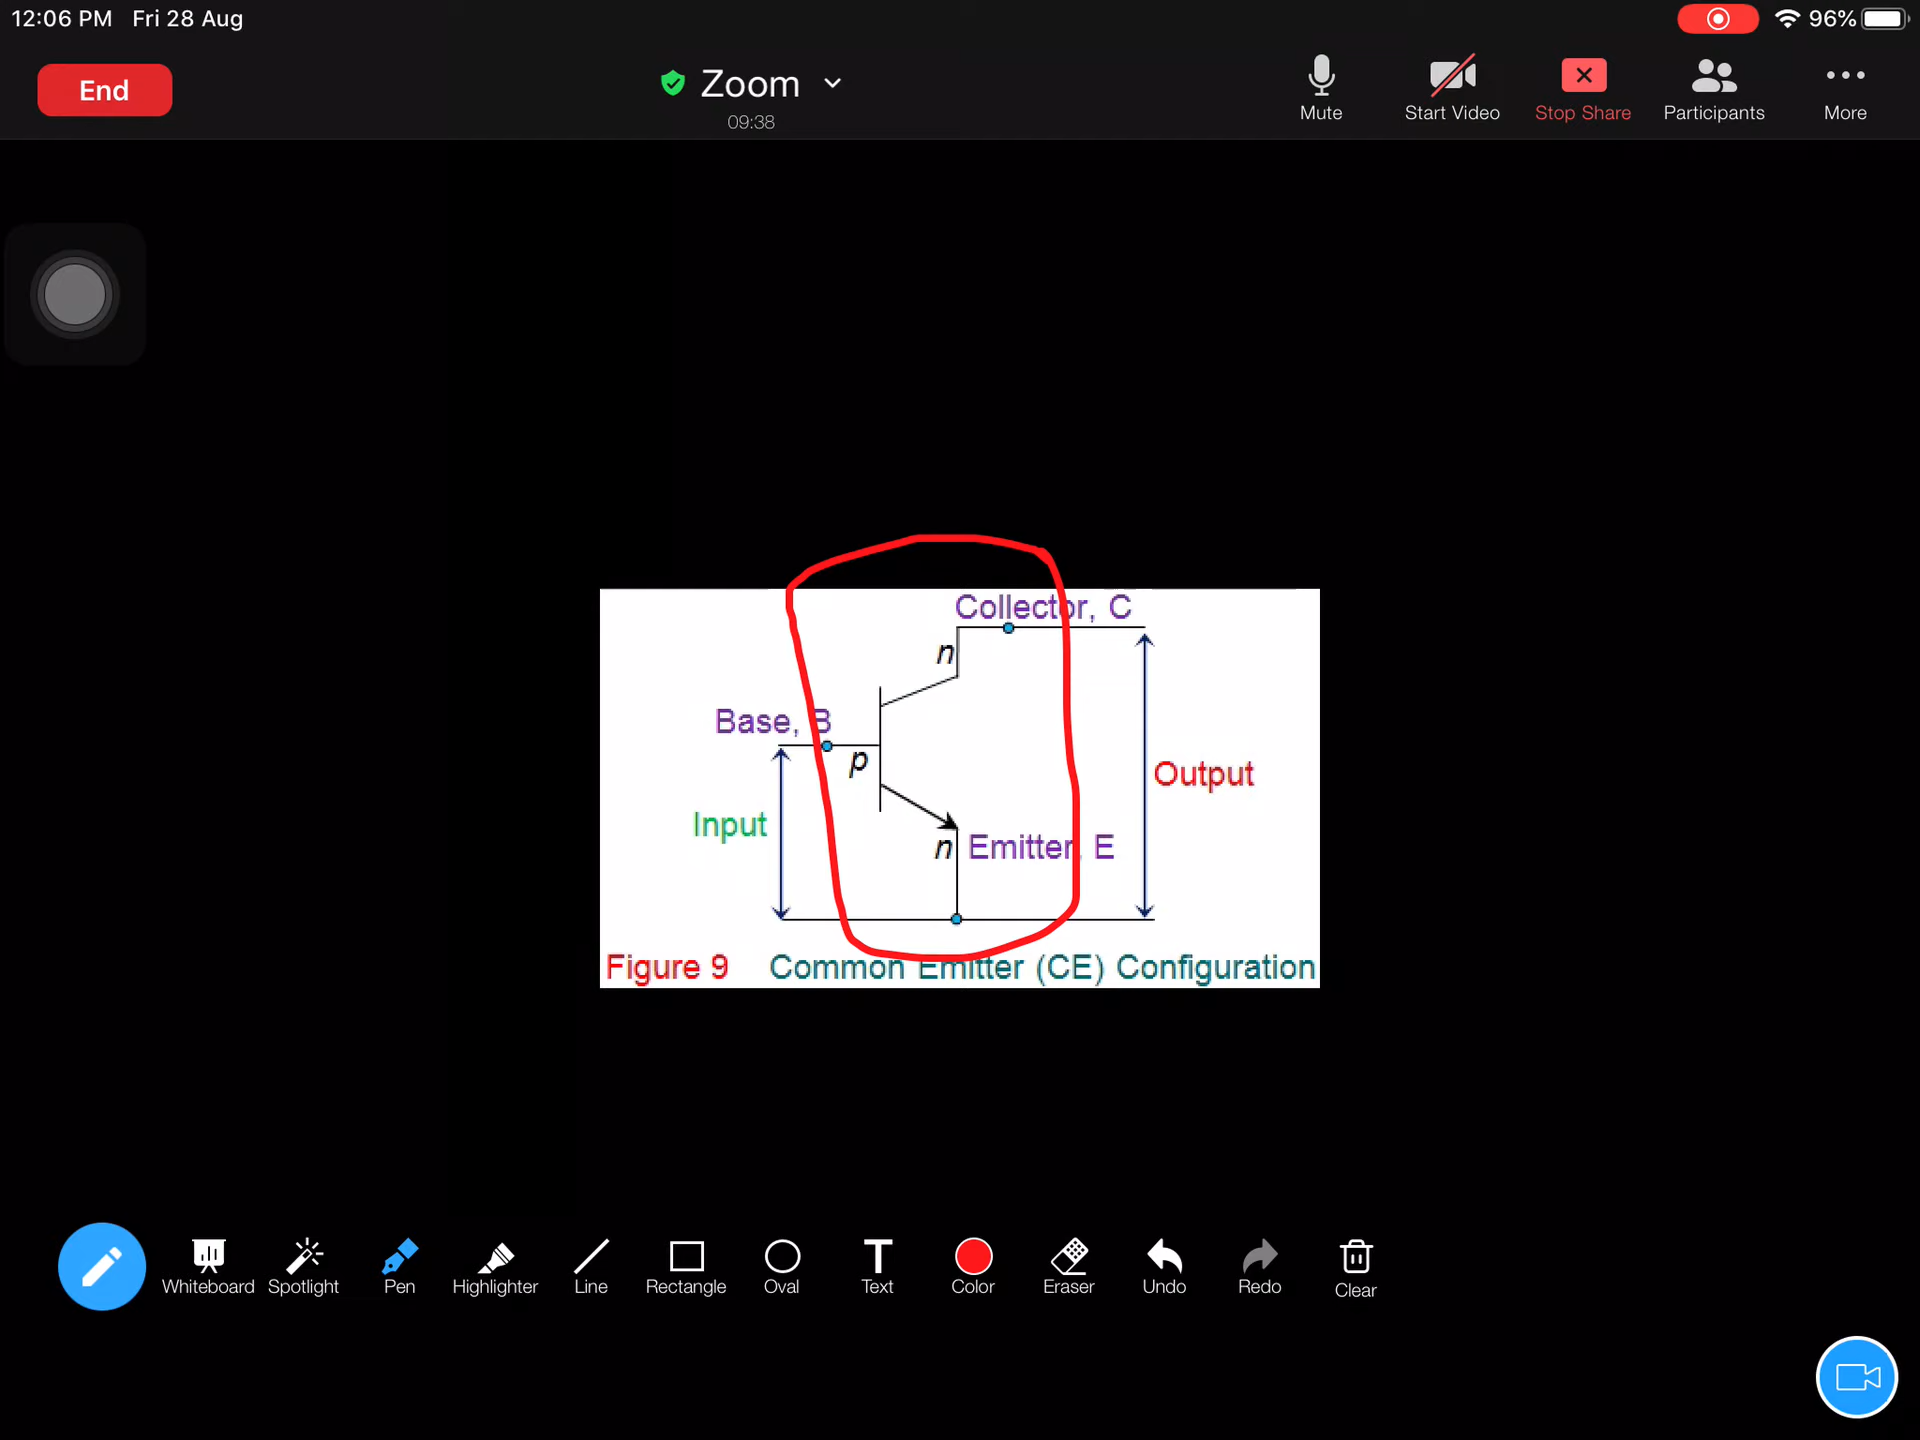 12:06 PM Fri 28 Aug
96%
End
Zoom
09:38
Mute
Start Video
Stop Share
Participants
More
Collector, C
n
Base, B
p
Output
Input
n Emitter, E
Figure 9 Common Emitter (CE) Configuration
Whiteboard
Spotlight
Pen
Highlighter
Line
Rectangle
Oval
Text
Color
Eraser
Undo
Redo
Clear